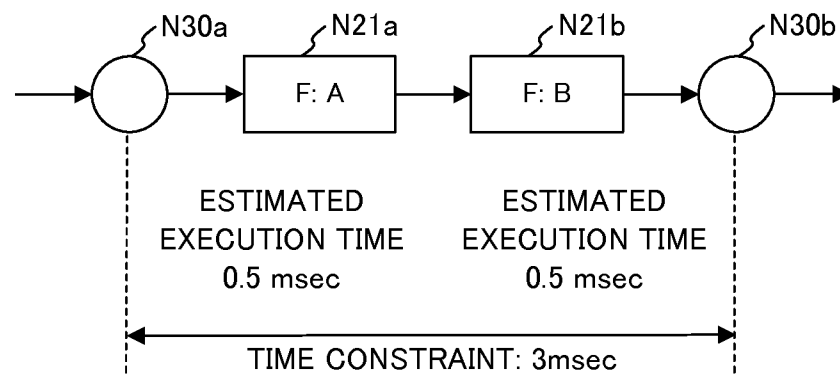 N30a N21a N21b N30b
F: A F: B
ESTIMATED ESTIMATED
EXECUTION TIME EXECUTION TIME
0.5 msec 0.5 msec
TIME CONSTRAINT: 3msec